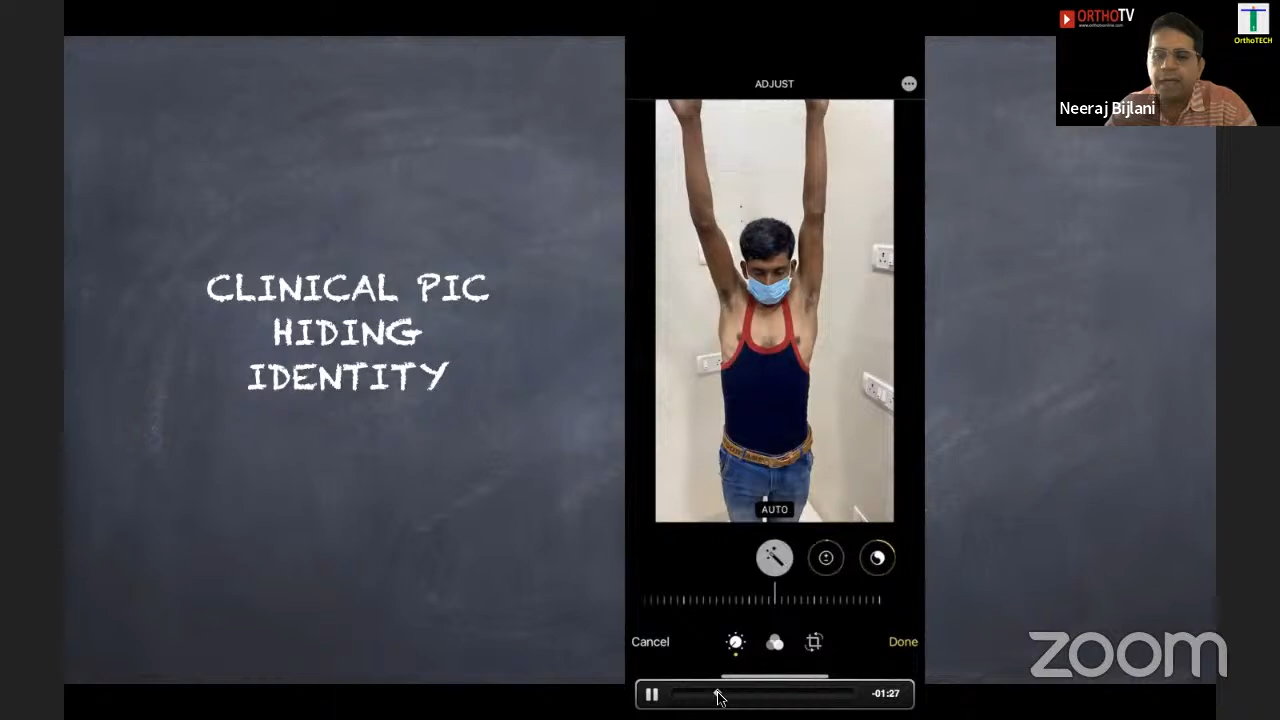 ORTHOTV
OrthoTECH
Neeraj Bijlani
ADJUST
CLINICAL PIC
HIDING
IDENTITY
AUTO
Cancel
Done
-01:27
zoom